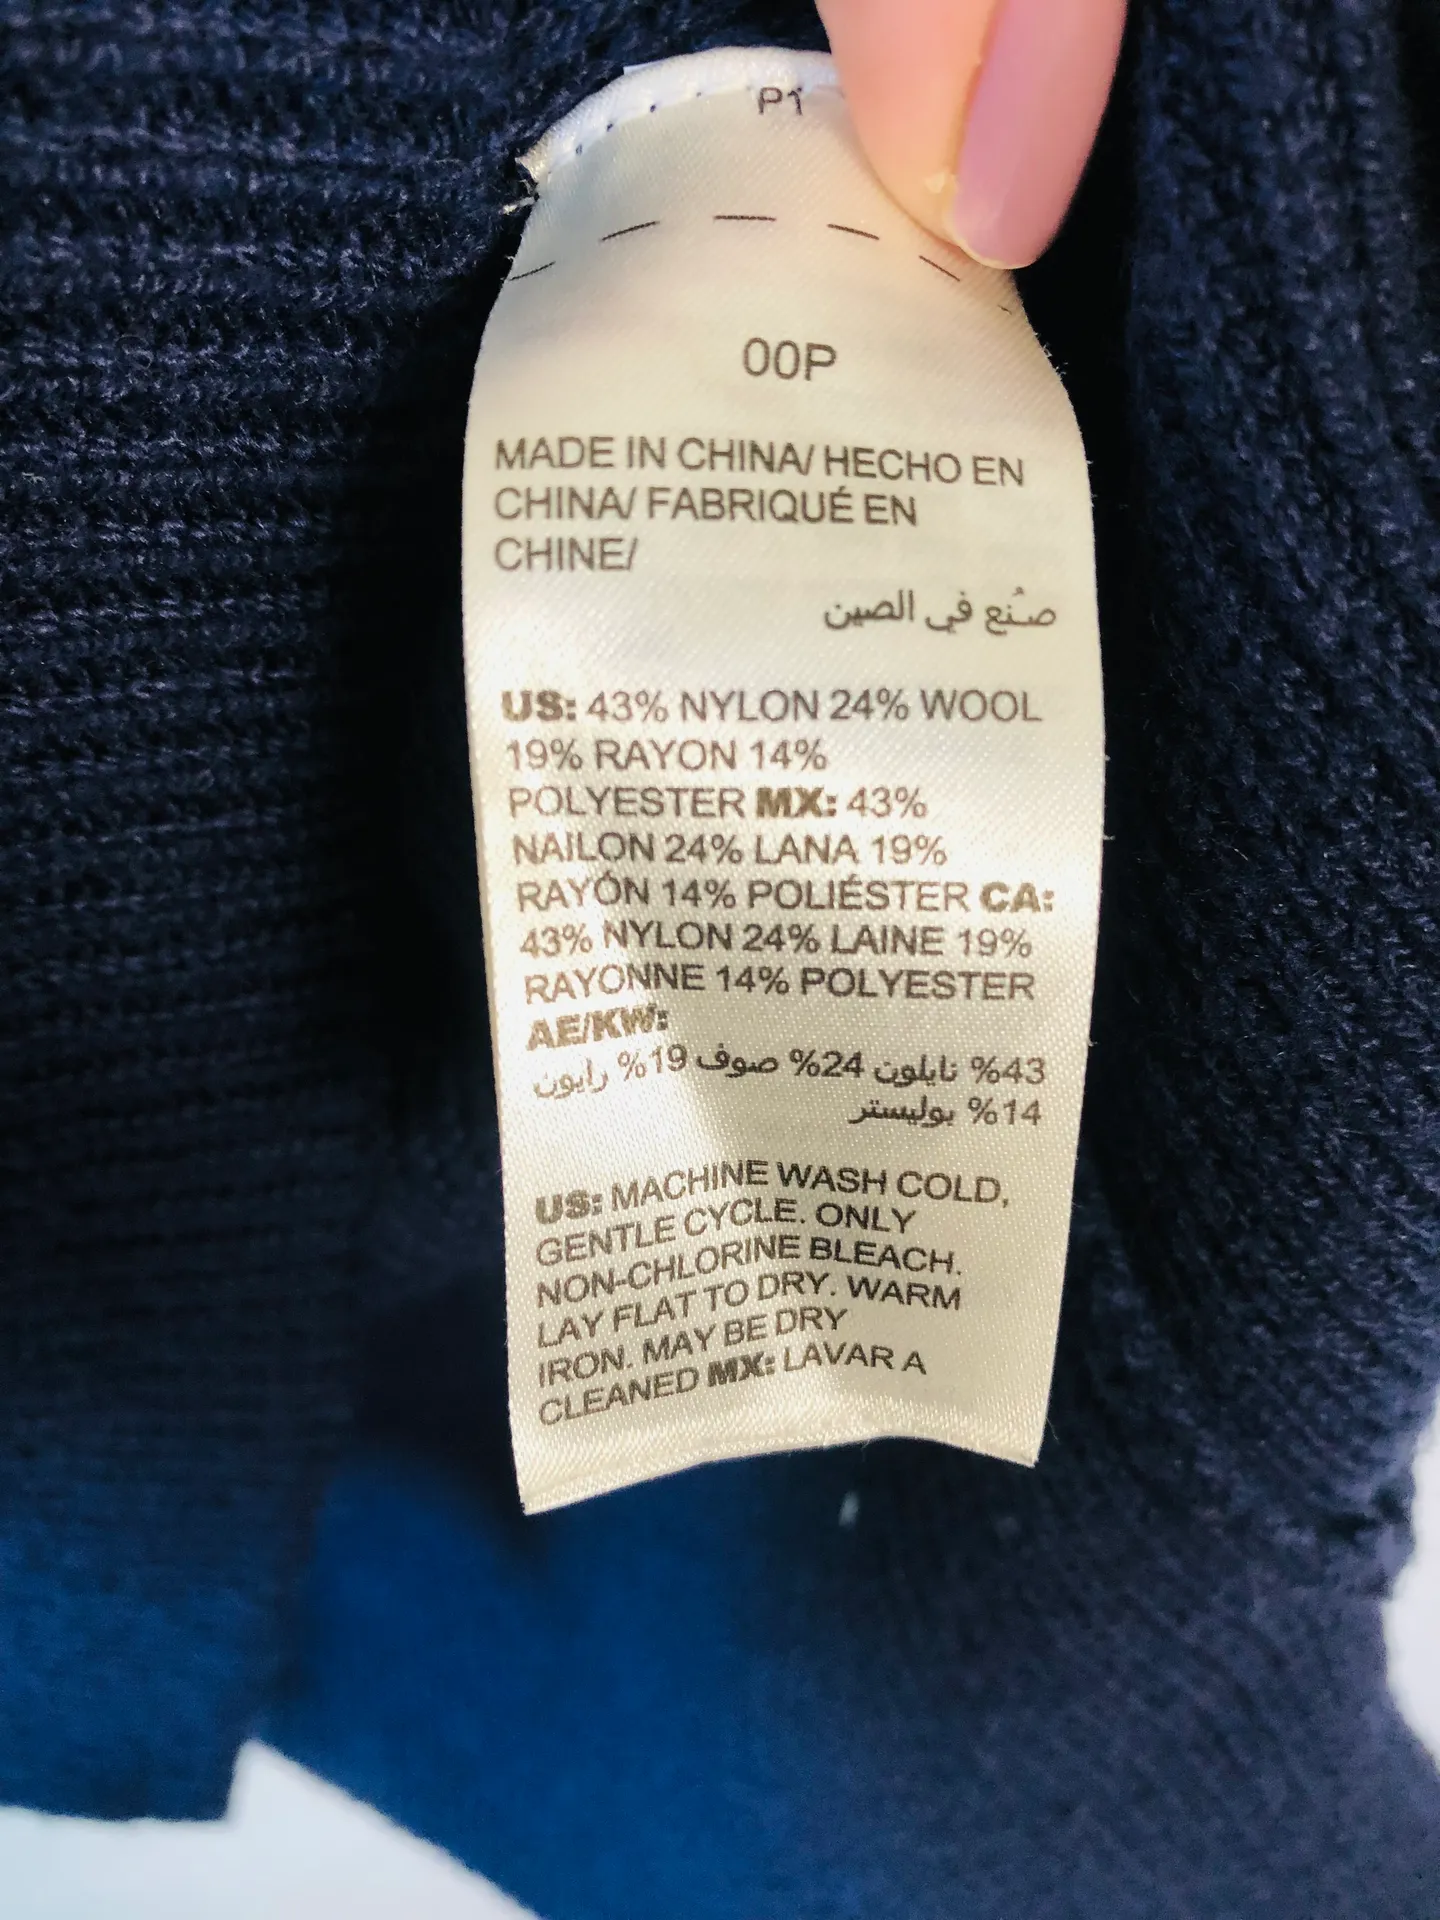 P1
00P
MADE IN CHINA/ HECHO EN
CHINA/ FABRIQUÉ EN
CHINE/
صُنع في الصين
US: 43% NYLON 24% WOOL
19% RAYON 14%
POLYESTER MX: 43%
NAILON 24% LANA 19%
RAYÓN 14% POLIÉSTER CA:
43% NYLON 24% LAINE 19%
RAYONNE 14% POLYESTER
AE/KW:
43% نايلون 24% صوف 19% رايون
14% بوليستر
US: MACHINE WASH COLD,
GENTLE CYCLE. ONLY
NON-CHLORINE BLEACH.
LAY FLAT TO DRY. WARM
IRON. MAY BE DRY
CLEANED MX: LAVAR A